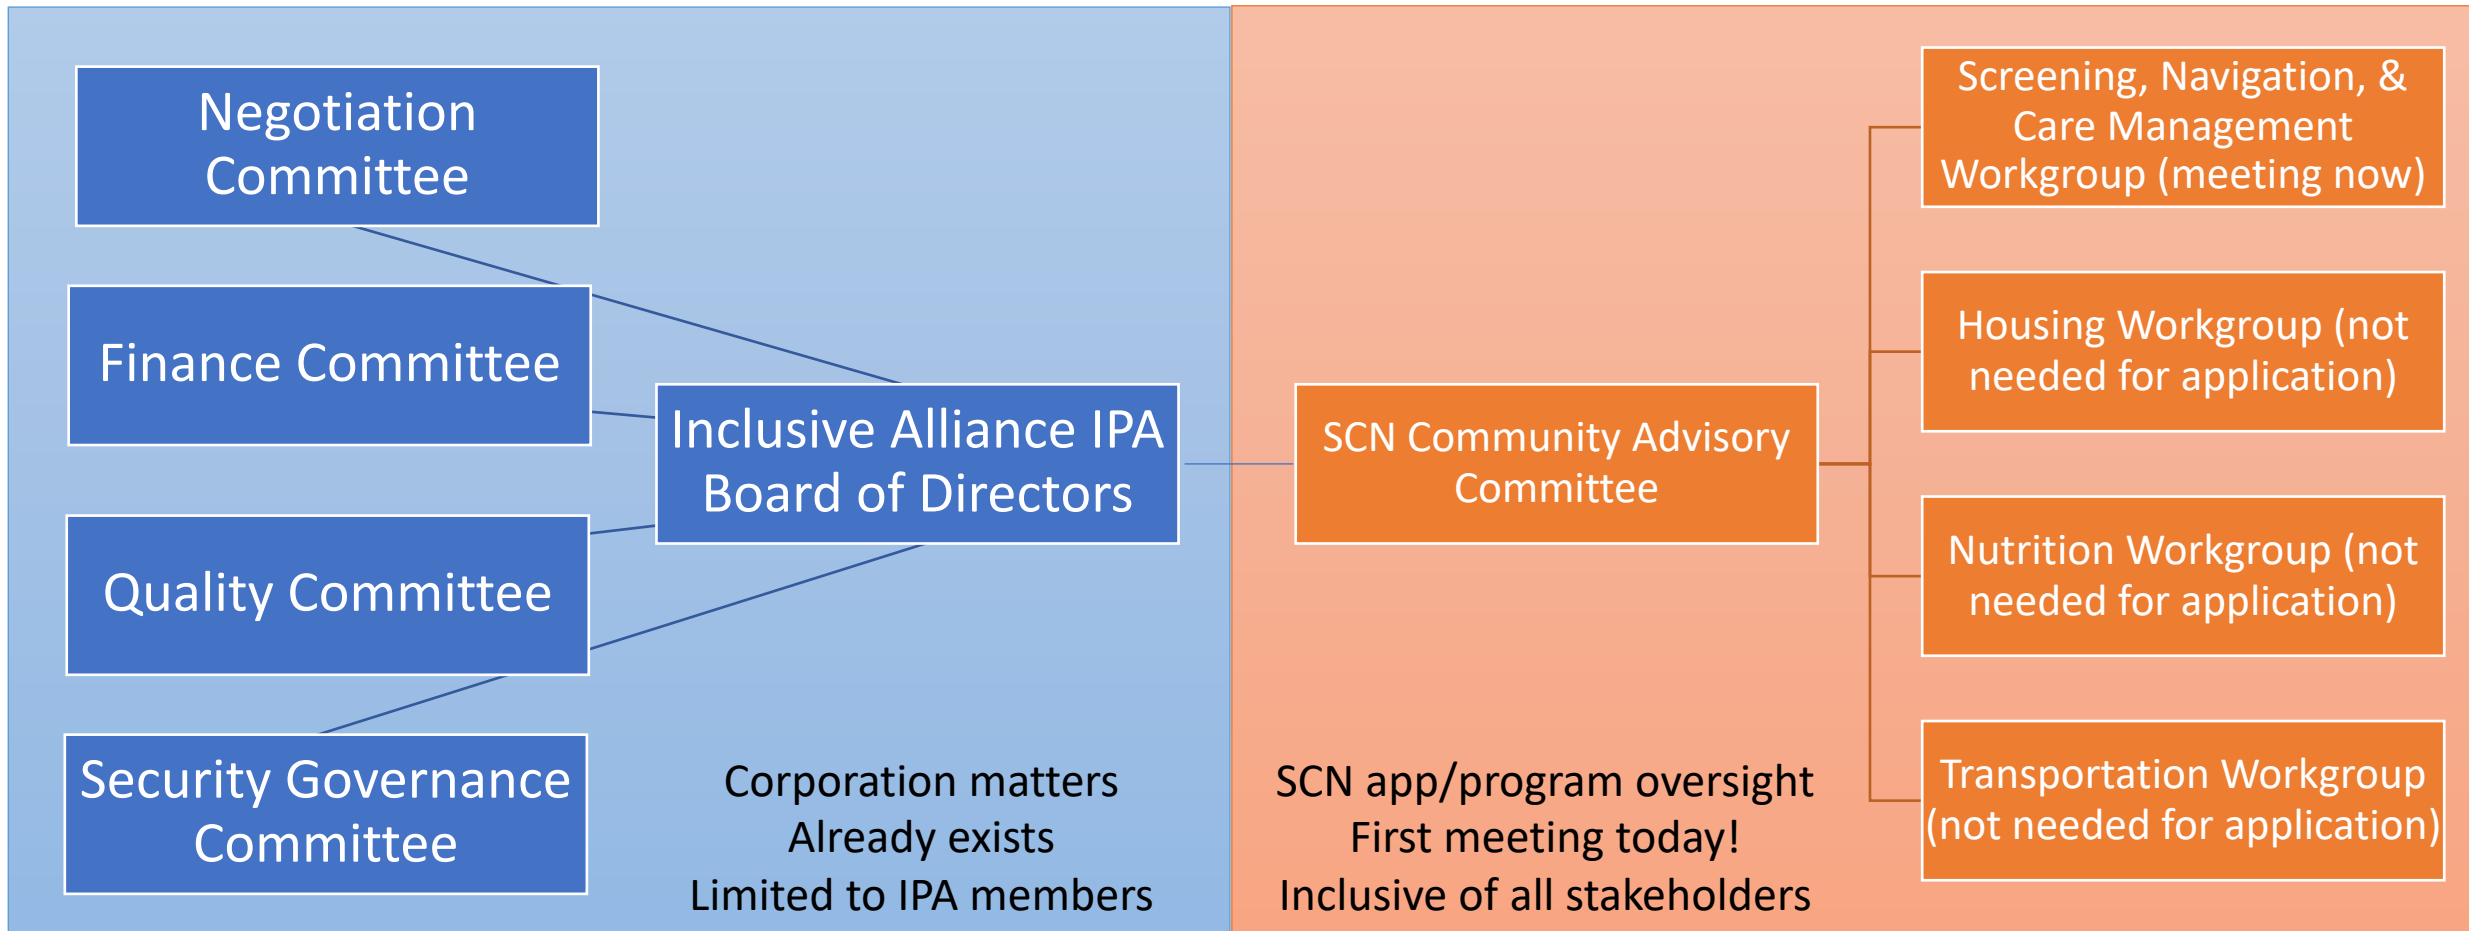 Negotiation
Committee
Finance Committee
Quality Committee
Security Governance
Committee
Inclusive Alliance IPA
Board of Directors
Corporation matters
Already exists
Limited to IPA members
SCN Community Advisory
Committee
SCN app/program oversight
First meeting today!
Inclusive of all stakeholders
Screening, Navigation, &
Care Management
Workgroup (meeting now)
Housing Workgroup (not
needed for application)
Nutrition Workgroup (not
needed for application)
Transportation Workgroup
(not needed for application)